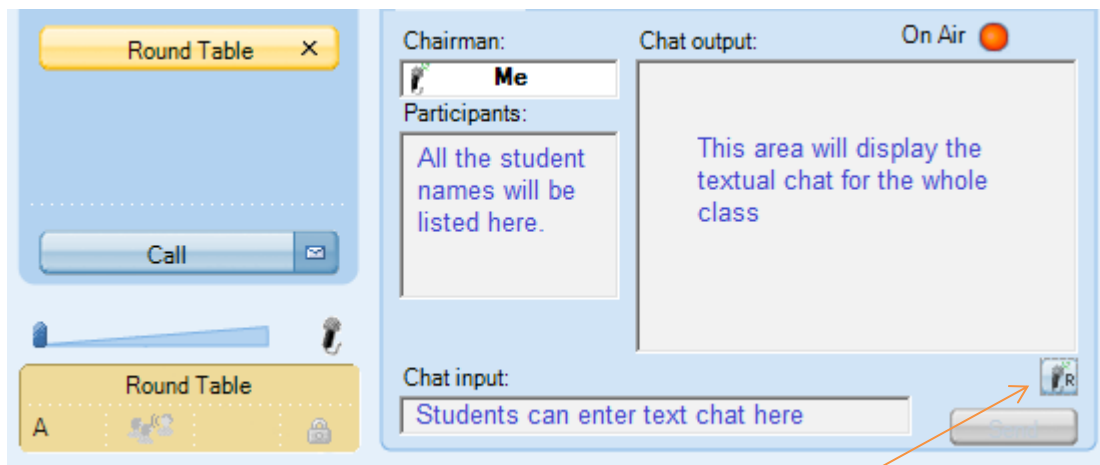 Round Table ×
Call
Round Table
A
Chairman:
Me
Participants:
All the student
names will be
listed here.
Chat output:
On Air
This area will display the
textual chat for the whole
class
R
Chat input:
Students can enter text chat here
Send